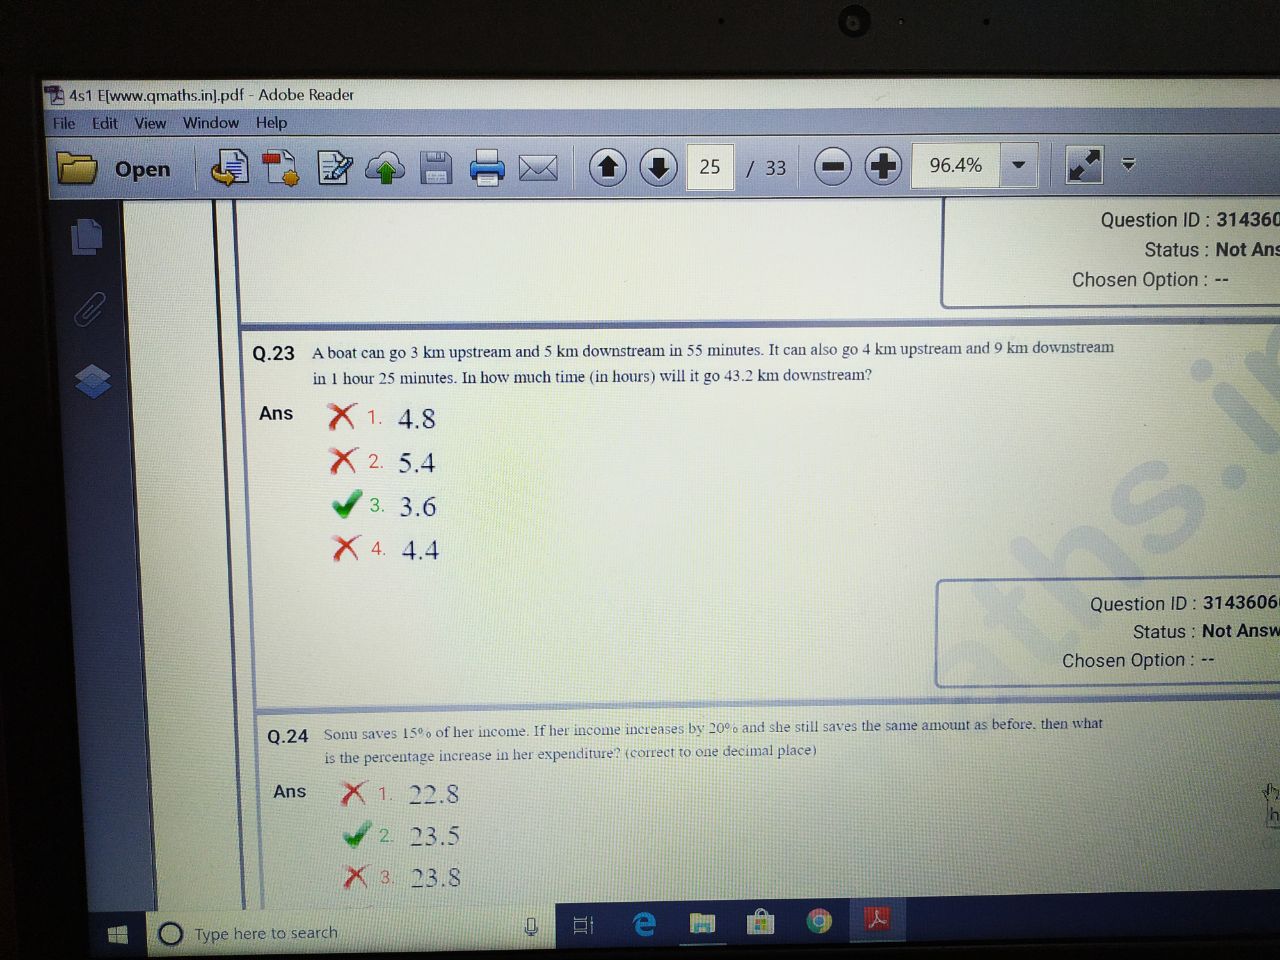 4s1 E[www.qmaths.in].pdf - Adobe Reader
File Edit View Window Help
Open 25 / 33 96.4%
Question ID : 314360
Status : Not Ans
Chosen Option : --
Q.23 A boat can go 3 km upstream and 5 km downstream in 55 minutes. It can also go 4 km upstream and 9 km downstream
in 1 hour 25 minutes. In how much time (in hours) will it go 43.2 km downstream?
Ans 1. 4.8
2. 5.4
3. 3.6
4. 4.4
Question ID : 3143606
Status : Not Answ
Chosen Option : --
aths.in
Q.24 Sonu saves 15% of her income. If her income increases by 20% and she still saves the same amount as before, then what
is the percentage increase in her expenditure? (correct to one decimal place)
Ans 1. 22.8
2. 23.5
3. 23.8
Type here to search